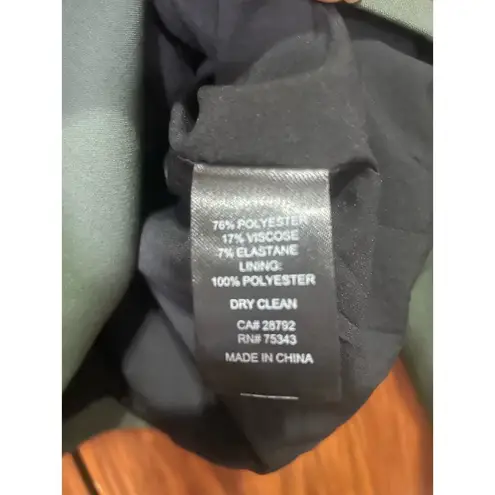 76% POLYESTER
17% VISCOSE
7% ELASTANE
LINING:
100% POLYESTER
DRY CLEAN
CA# 28792
RN# 75343
MADE IN CHINA